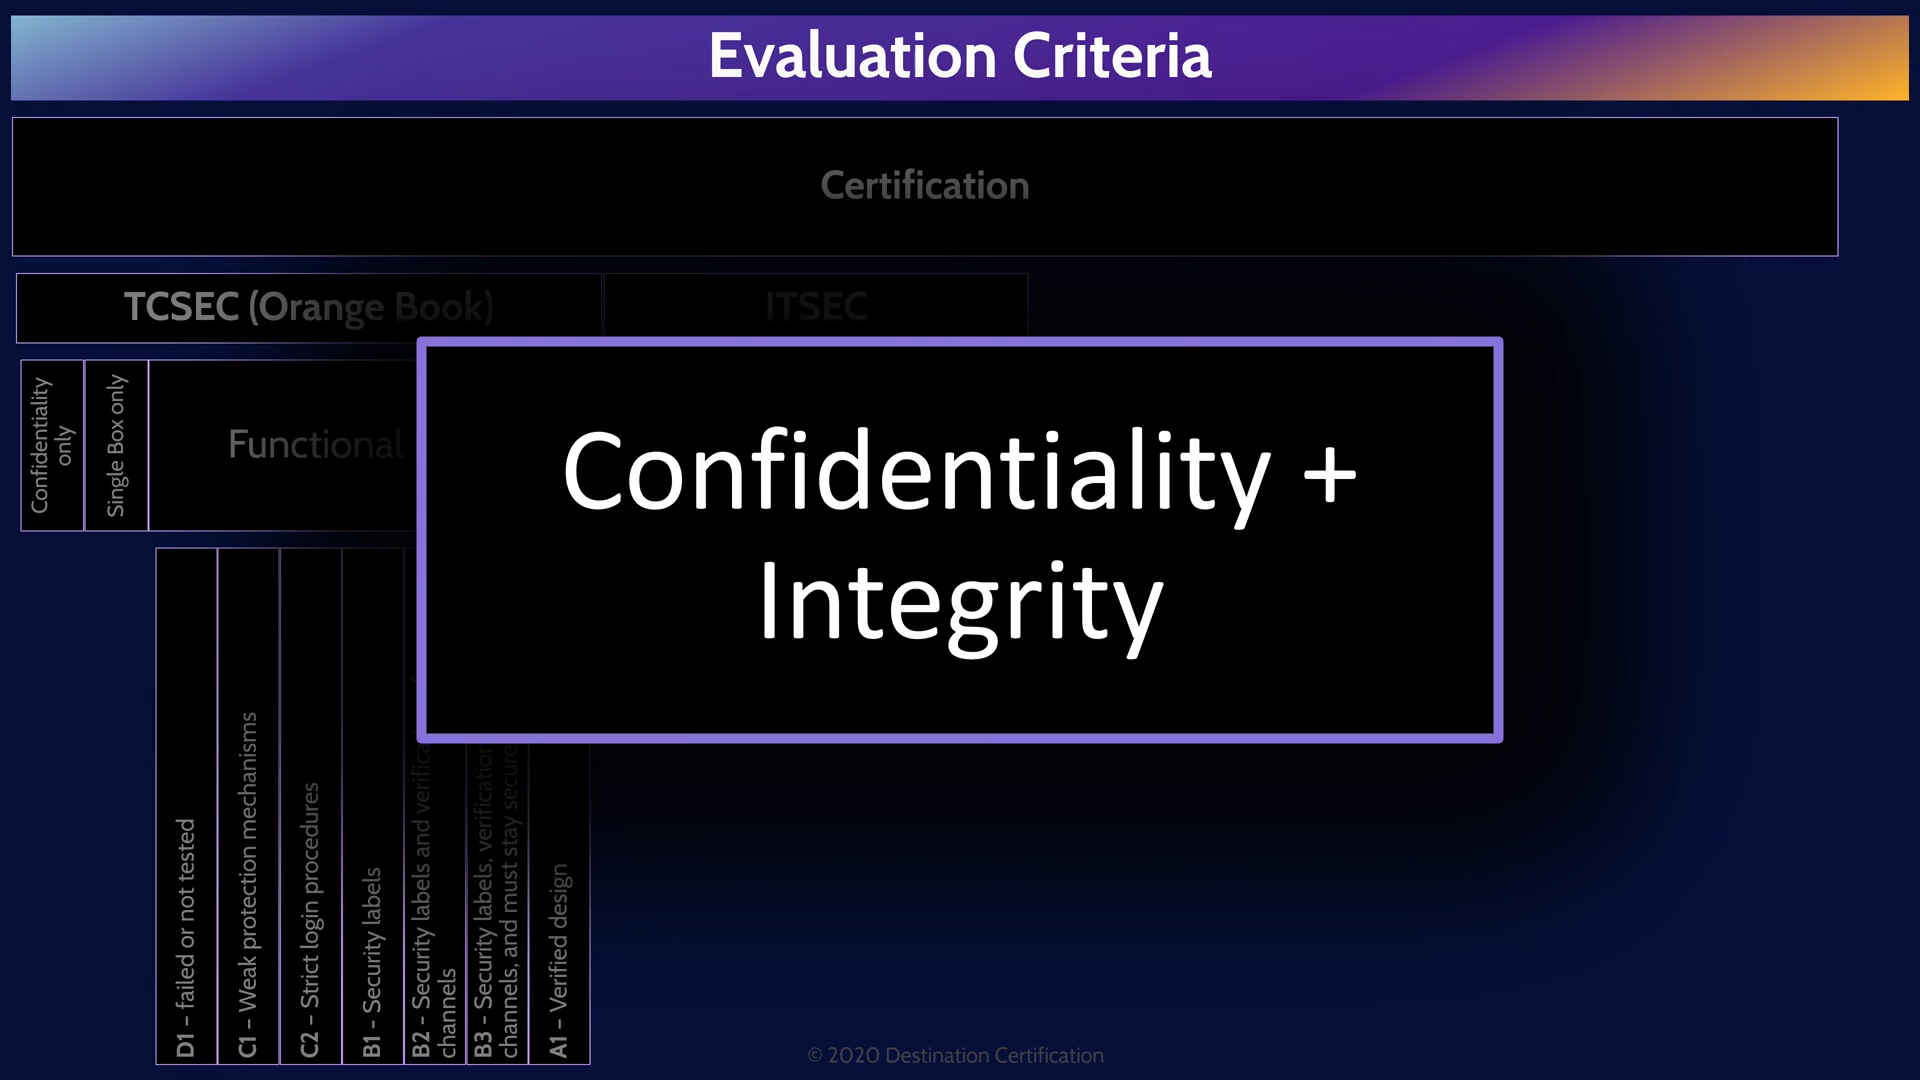 Evaluation Criteria
Certification
TCSEC (Orange Book)
ITSEC
Confidentiality
only
Single Box only
Functional
Confidentiality +
Integrity
D1 – failed or not tested
C1 – Weak protection mechanisms
C2 – Strict login procedures
B1 - Security labels
B2 - Security labels and
channels
B3 - Security labels, verification
channels, and must stay secure
A1 – Verified design
© 2020 Destination Certification